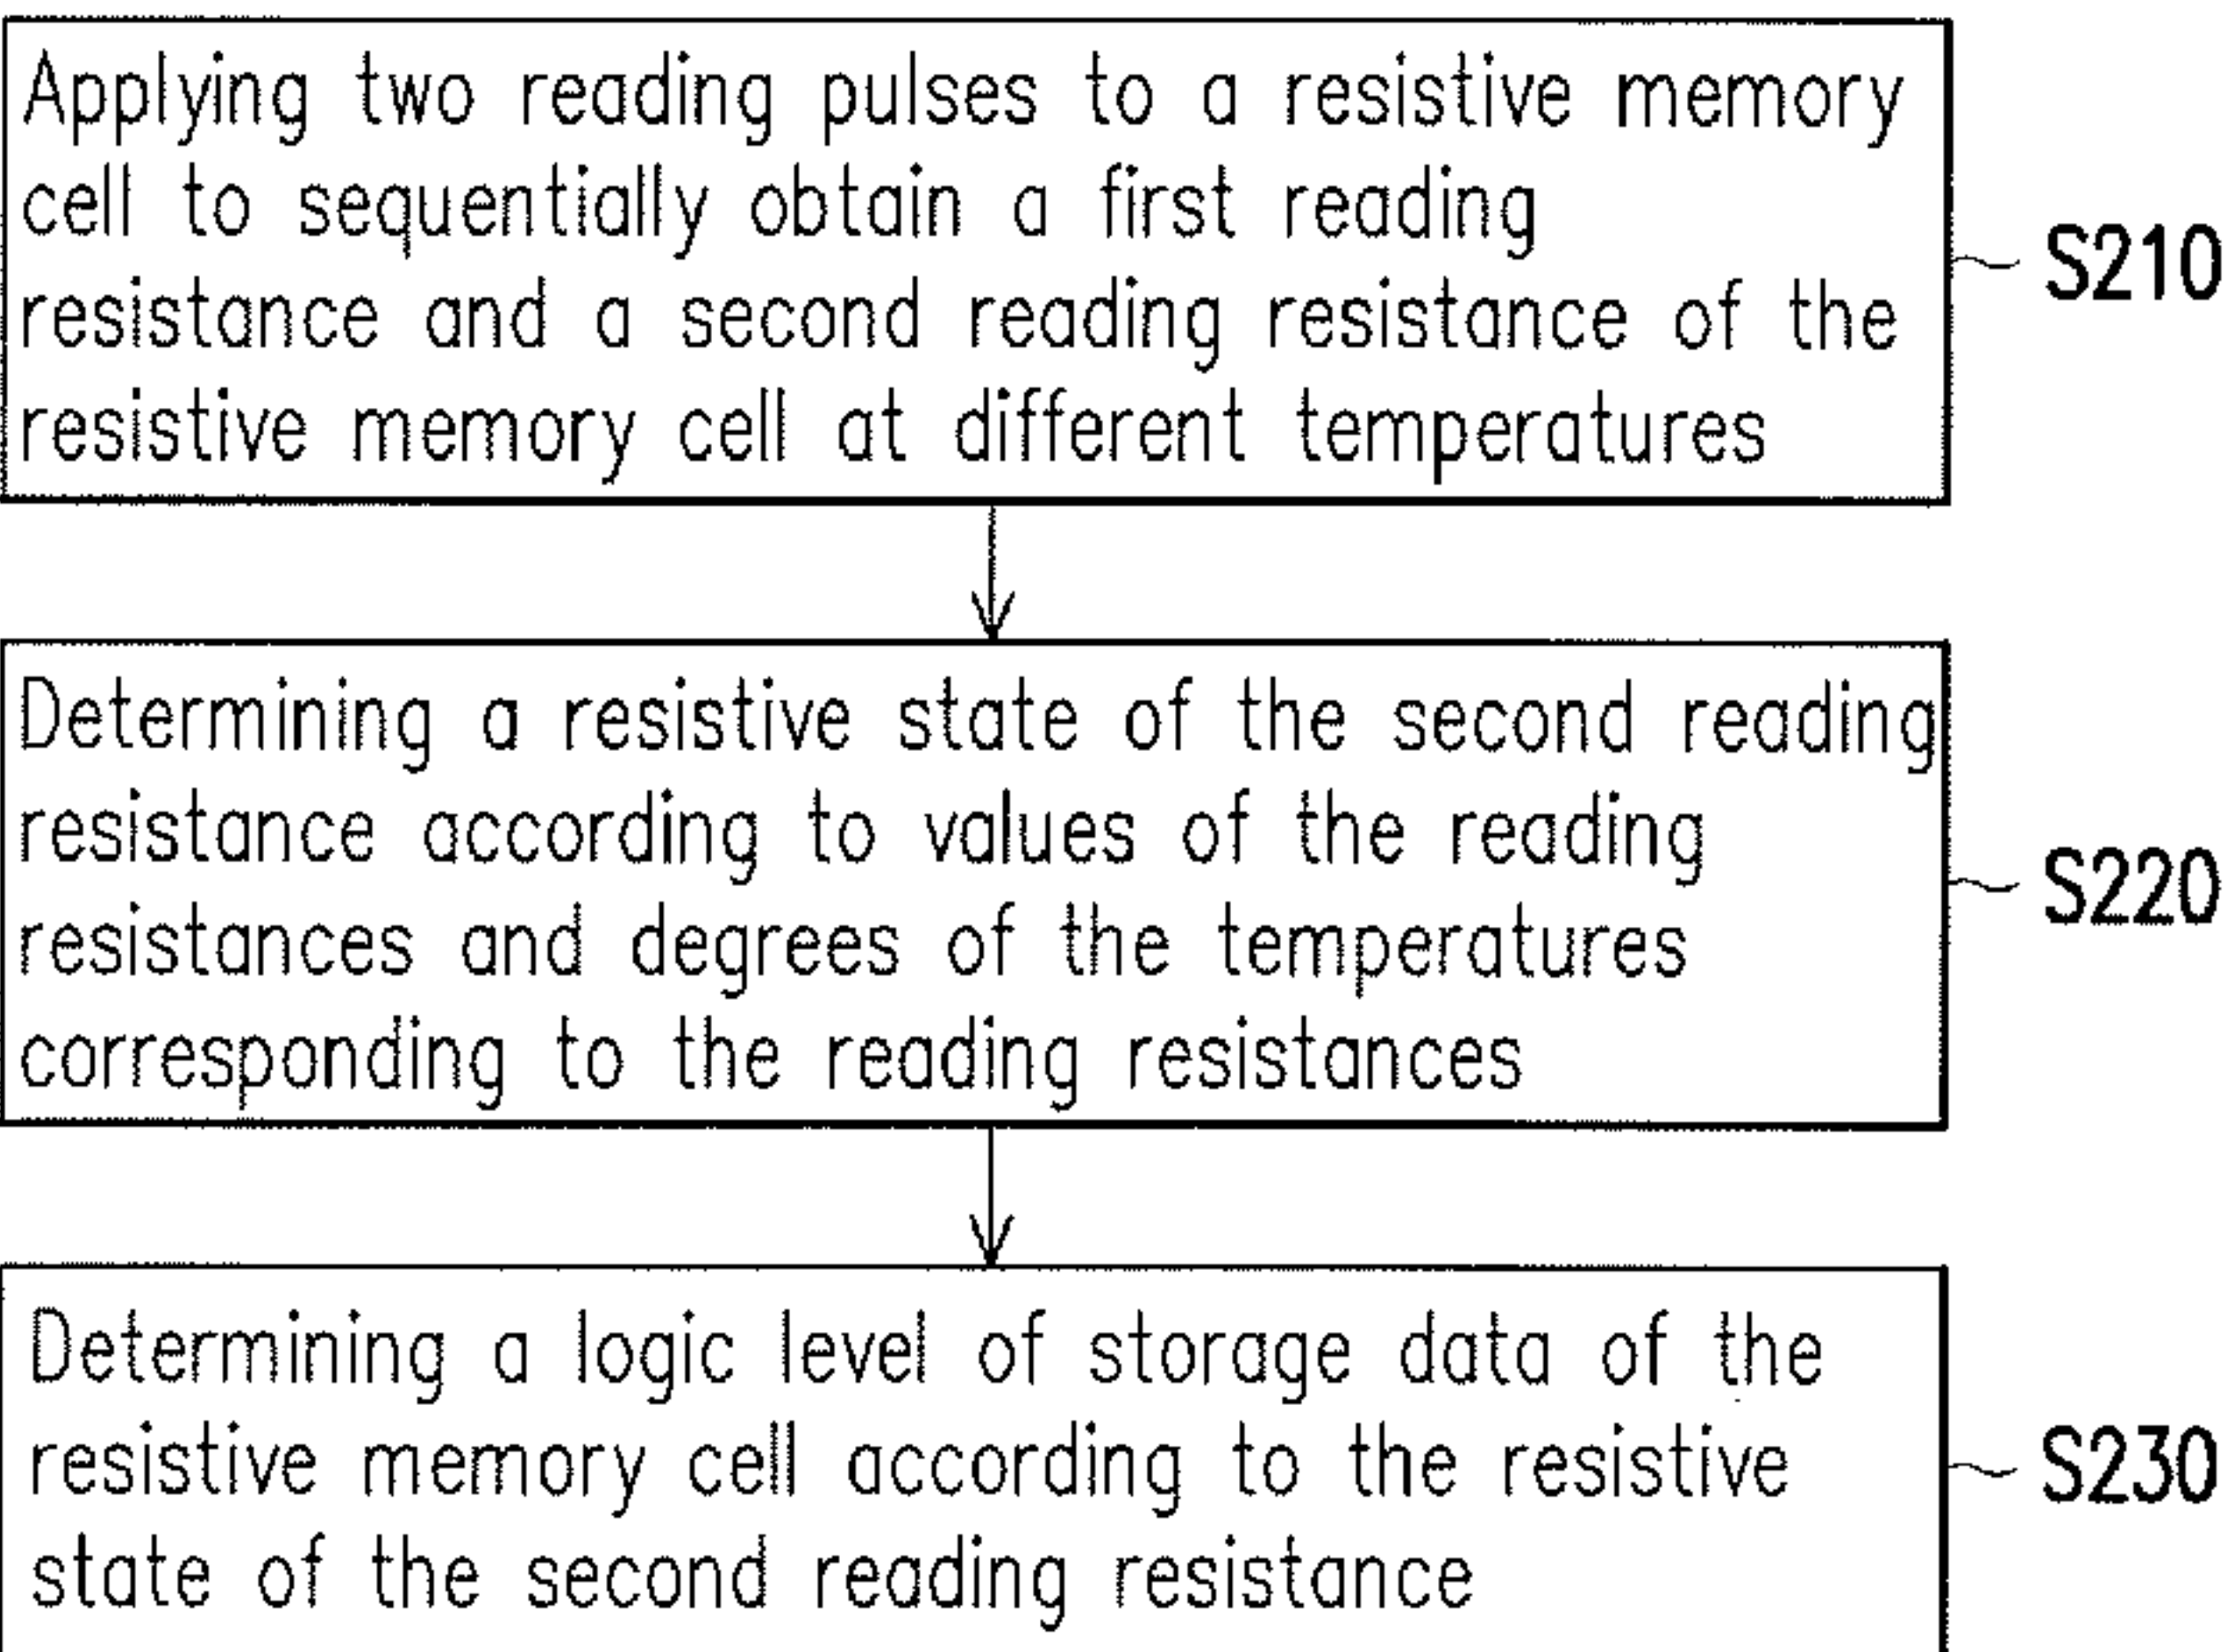 Applying two reading pulses to a resistive memory
cell to sequentially obtain a first reading
resistance and a second reading resistance of the
resistive memory cell at different temperatures
S210
Determining a resistive state of the second reading
resistance according to values of the reading
resistances and degrees of the temperatures
corresponding to the reading resistances
S220
Determining a logic level of storage data of the
resistive memory cell according to the resistive
state of the second reading resistance
S230